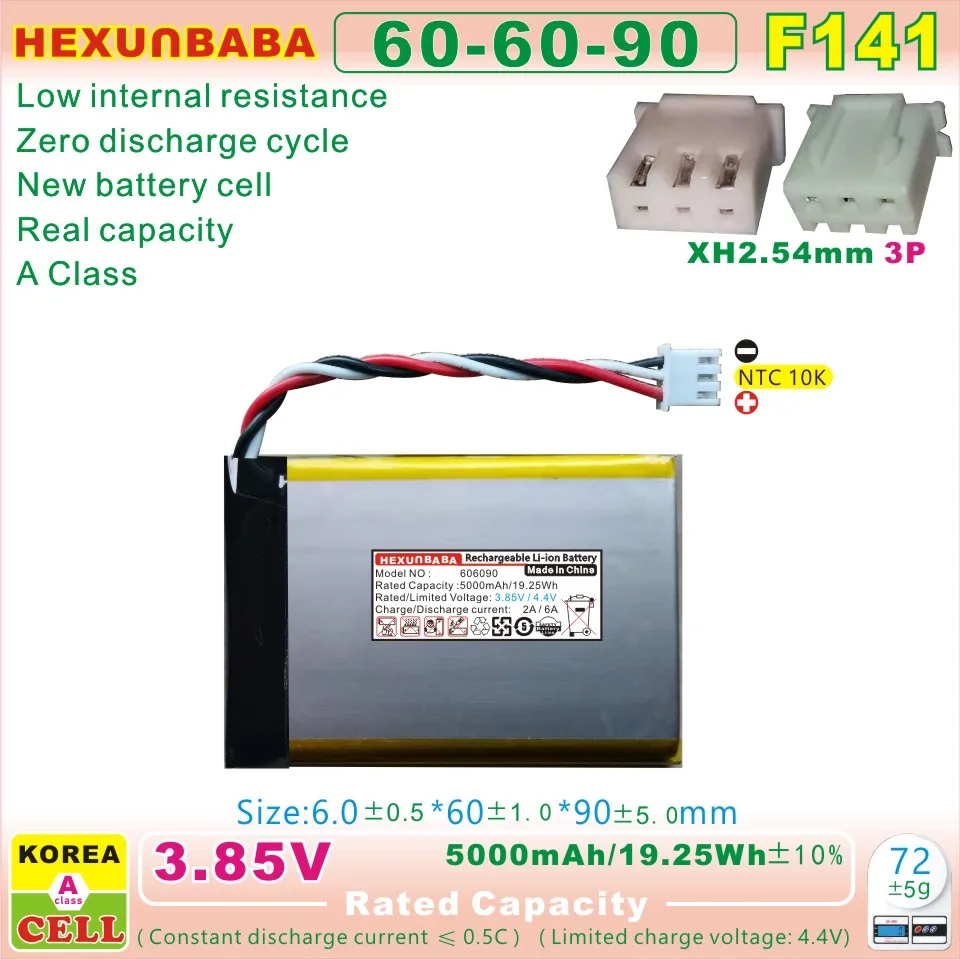 HEXUNBABA
60-60-90
F141
Low internal resistance
Zero discharge cycle
New battery cell
Real capacity
A Class
XH2.54mm 3P
NTC 10K
HEXUNBABA Rechargeable Li-ion Battery
Made In China
Model NO : 606090
Rated Capacity :5000mAh/19.25Wh
Rated/Limited Voltage: 3.85V / 4.4V
Charge/Discharge current: 2A / 6A
Size:6.0±0.5*60±1.0*90±5.0mm
KOREA
A
class
CELL
3.85V
5000mAh/19.25Wh±10%
Rated Capacity
( Constant discharge current ⩽ 0.5C ) ( Limited charge voltage: 4.4V)
72
±5g